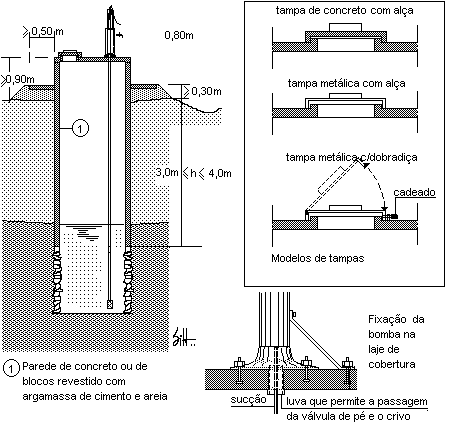 ⩾0,50m
0,80m
⩾0,90m
⩾0,30m
1
3,0m ⩽ h ⩽ 4,0m
1 Parede de concreto ou de
blocos revestido com
argamassa de cimento e areia
tampa de concreto com alça
tampa metálica com alça
tampa metálica c/dobradiça
cadeado
Modelos de tampas
Fixação da
bomba na
laje de
cobertura
sucção
luva que permite a passagem
da válvula de pé e o crivo